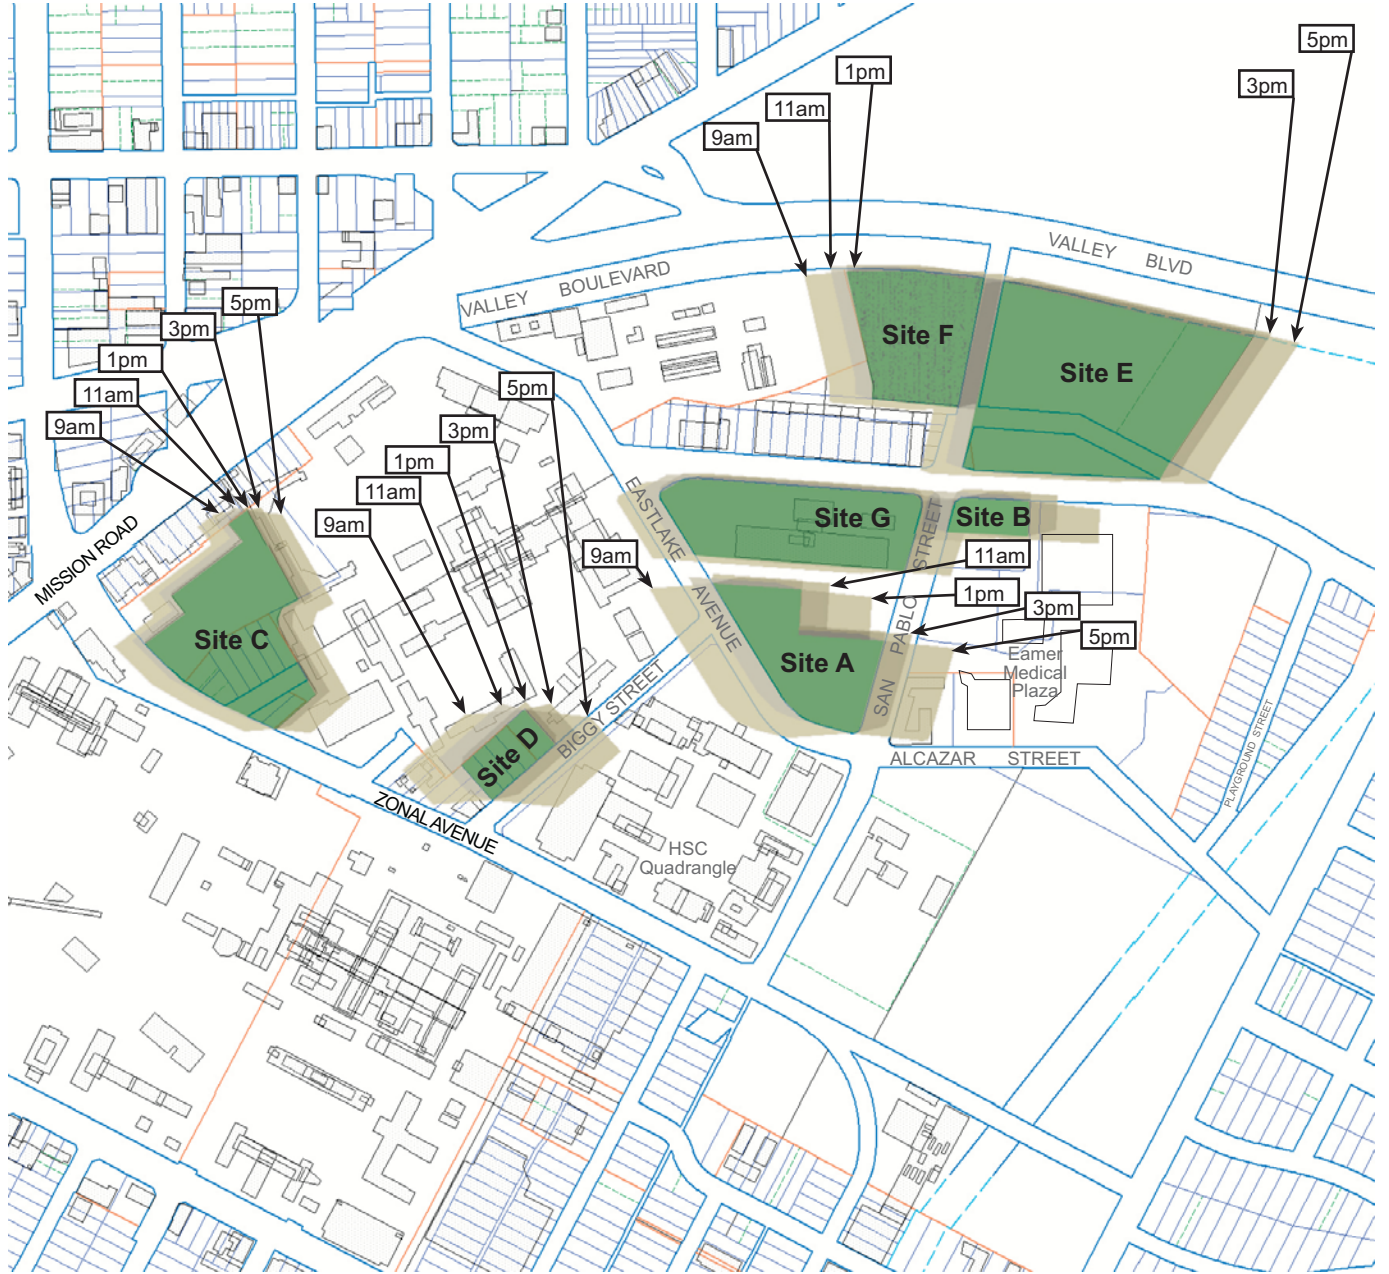 5pm
1pm
3pm
11am
9am
VALLEY BLVD
VALLEY BOULEVARD
5pm
3pm
Site F
1pm
Site E
11am
5pm
9am
3pm
1pm
11am
9am
EASTLAKE
AVENUE
Site G
Site B
SAN PABLO STREET
11am
9am
1pm
3pm
5pm
MISSION ROAD
Site C
Site A
Eamer
Medical
Plaza
BIGGY STREET
Site D
PLAYGROUND STREET
ALCAZAR STREET
ZONAL AVENUE
HSC
Quadrangle